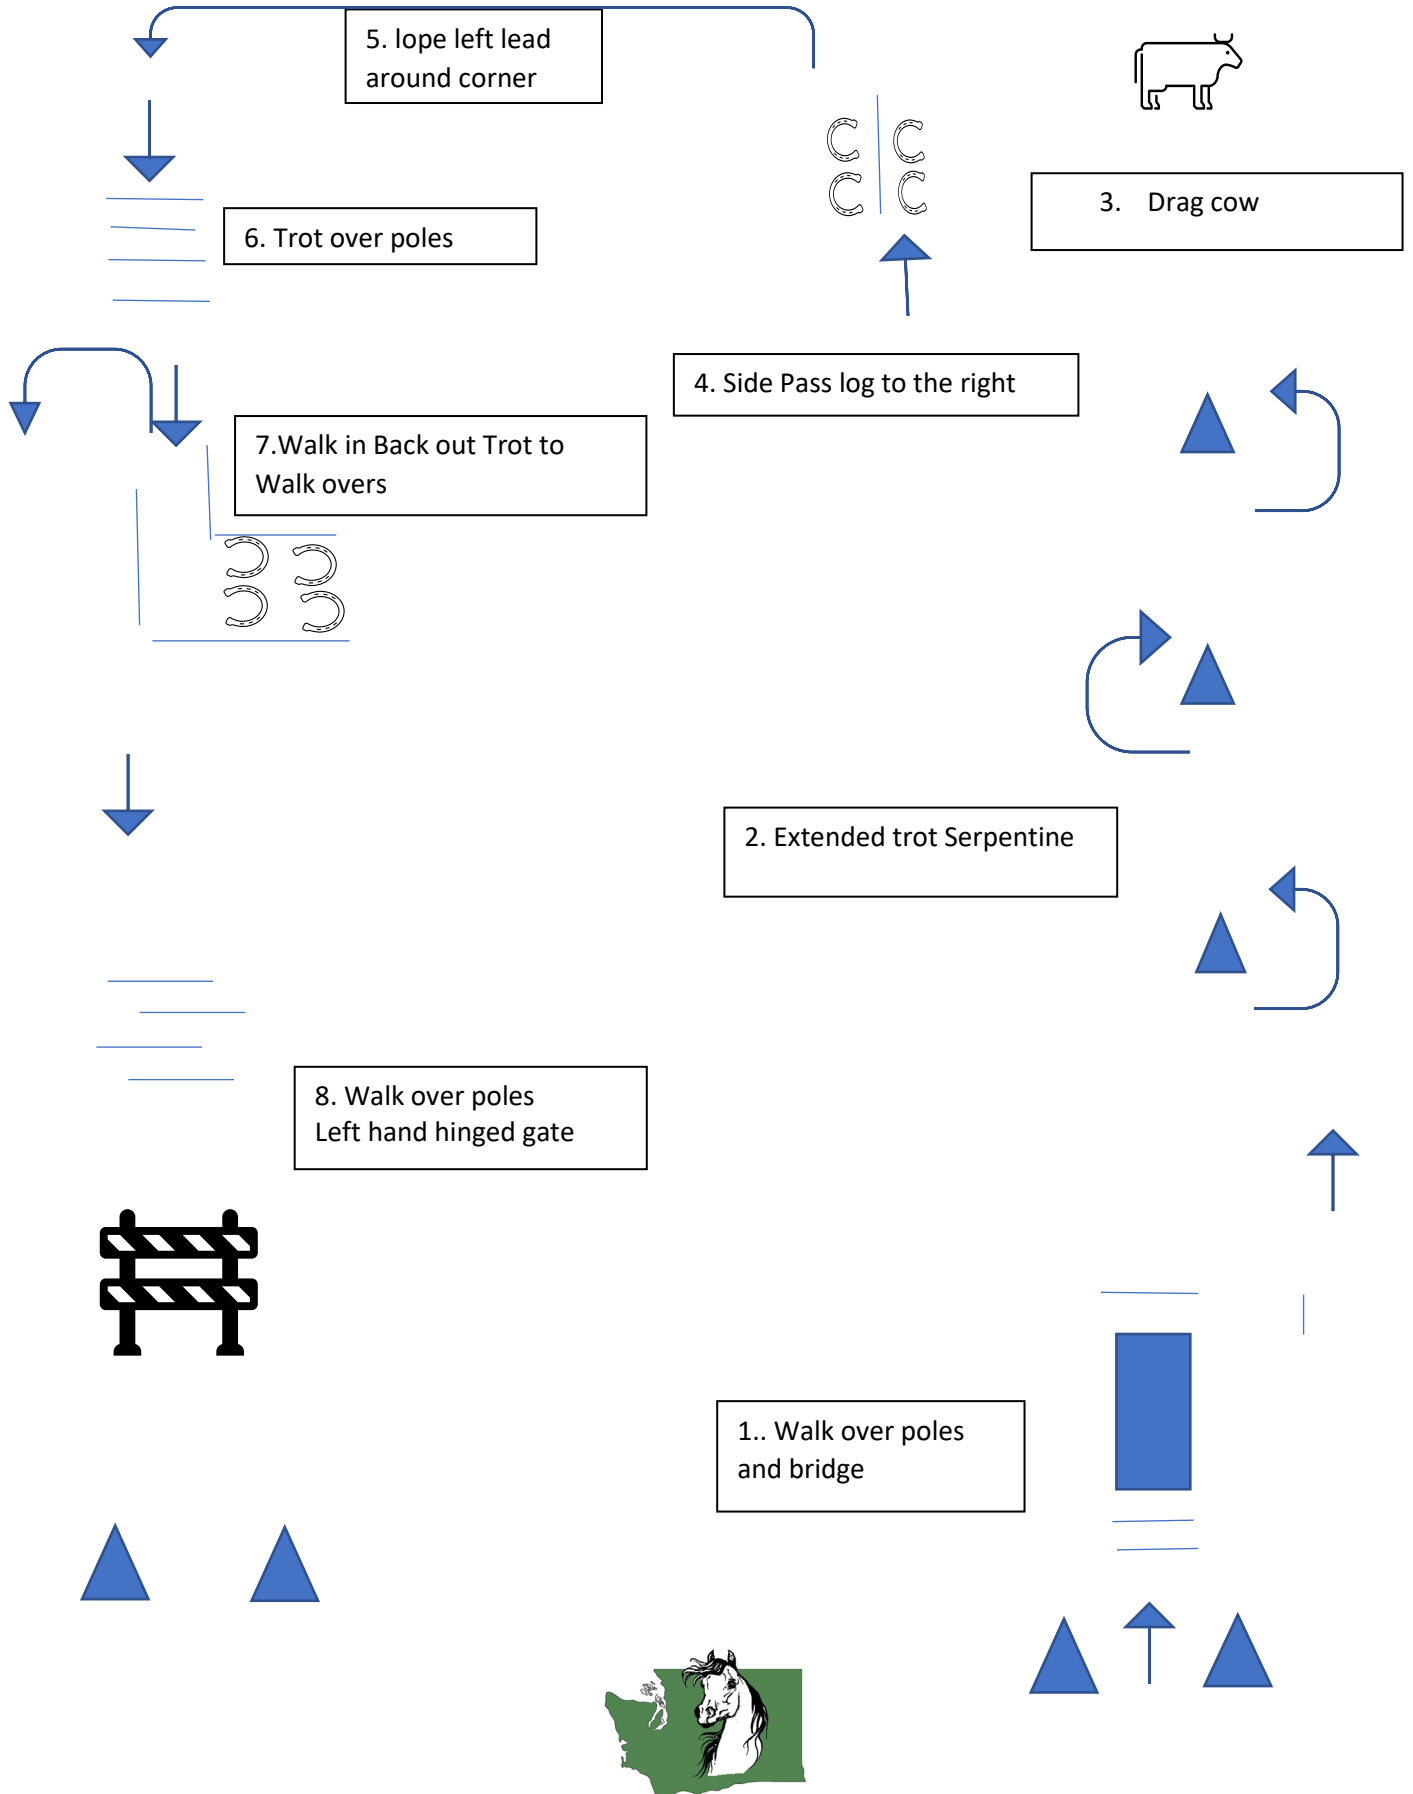 5. lope left lead
around corner
3. Drag cow
6. Trot over poles
4. Side Pass log to the right
7.Walk in Back out Trot to
Walk overs
2. Extended trot Serpentine
8. Walk over poles
Left hand hinged gate
1.. Walk over poles
and bridge